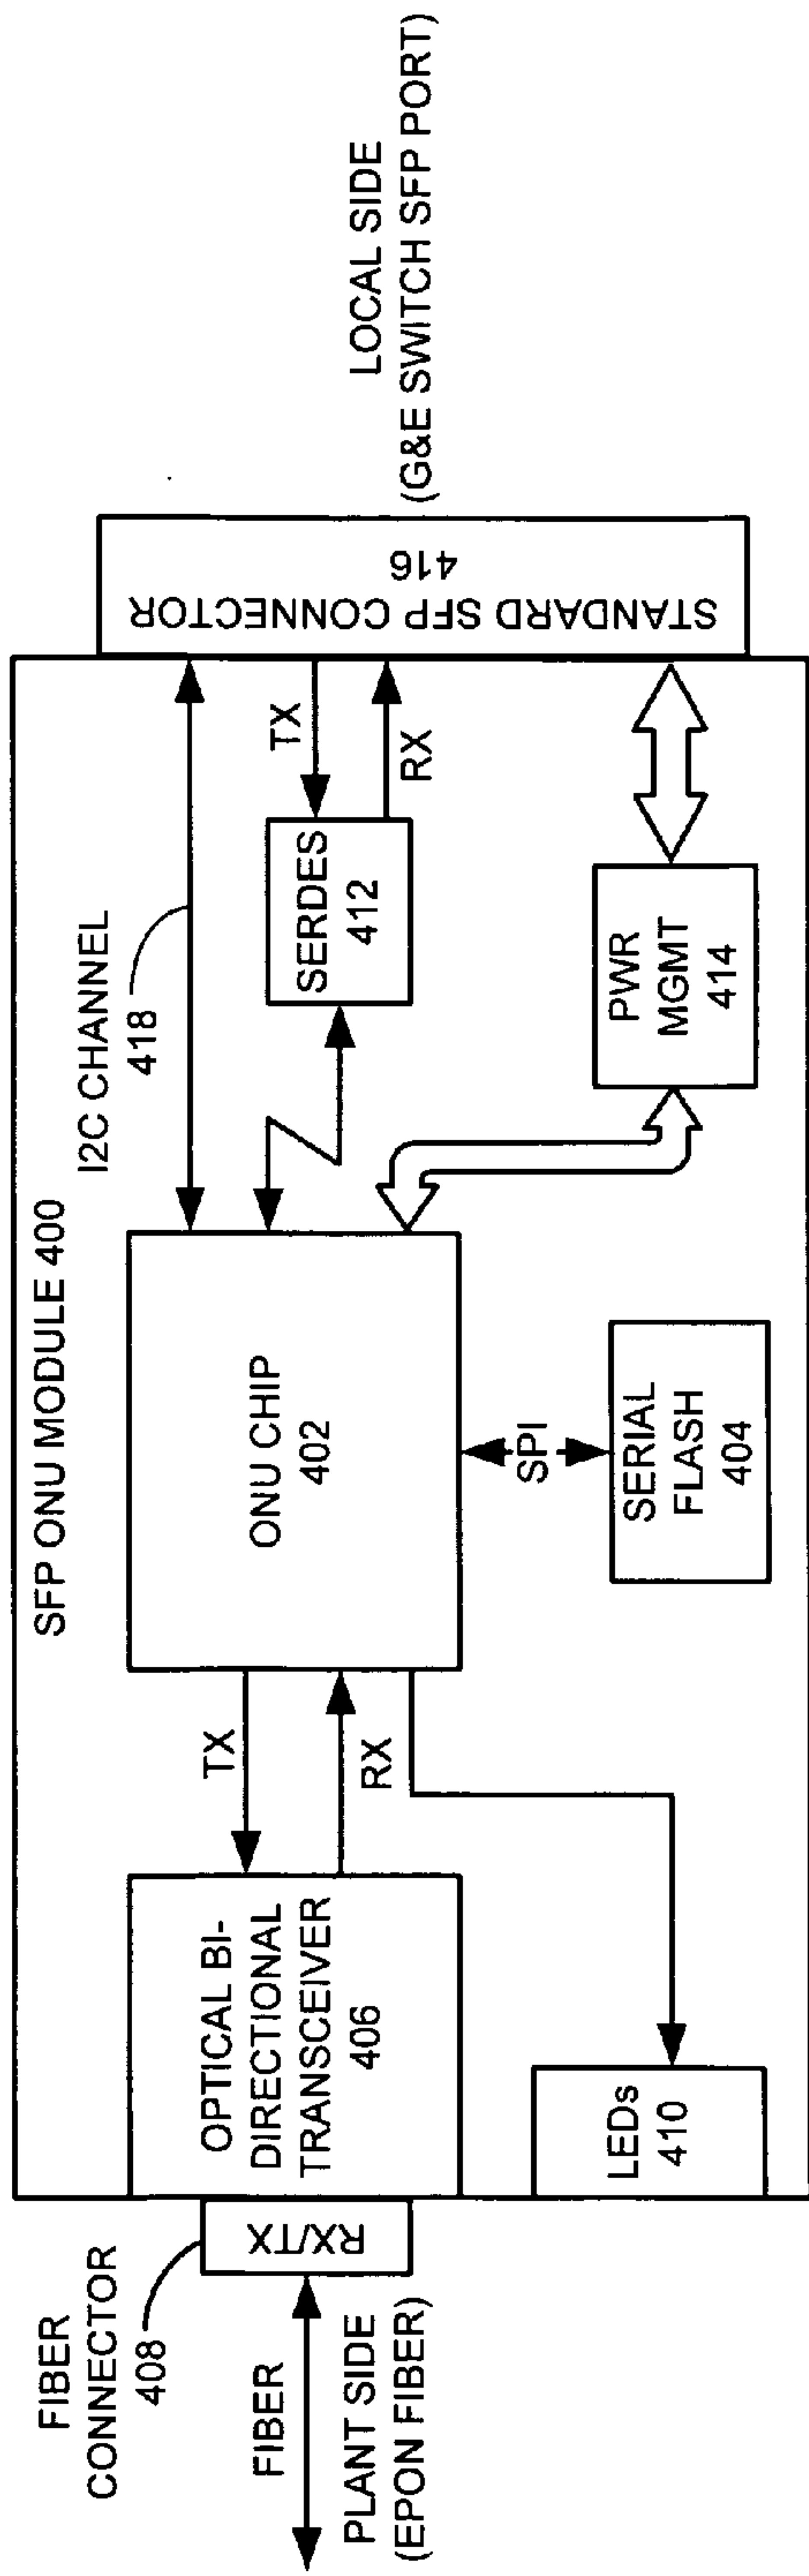 SFP ONU MODULE 400
FIBER
CONNECTOR
408
FIBER
PLANT SIDE
(EPON FIBER)
RX/TX
OPTICAL BI-
DIRECTIONAL
TRANSCEIVER
406
LEDs
410
TX
RX
ONU CHIP
402
SPI
SERIAL
FLASH
404
I2C CHANNEL
418
SERDES
412
TX
RX
PWR
MGMT
414
STANDARD SFP CONNECTOR
416
LOCAL SIDE
(G&E SWITCH SFP PORT)